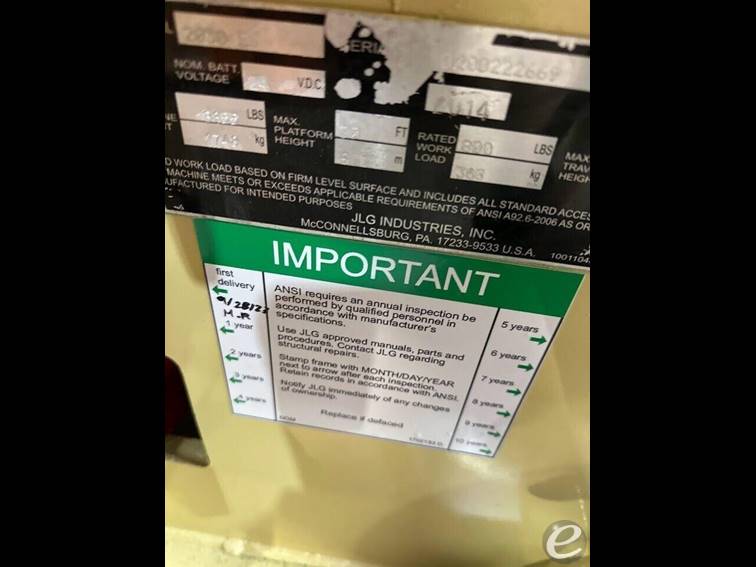 NOM. BATT.
VOLTAGE
V.D.C.
0200222669
2014
LBS
kg
MAX.
PLATFORM
HEIGHT
FT
m
RATED
WORK
LOAD
LBS
kg
WORK LOAD BASED ON FIRM LEVEL SURFACE AND INCLUDES ALL STANDARD
MACHINE MEETS OR EXCEEDS APPLICABLE REQUIREMENTS OF ANSI A92.6-2006 AS
FOR INTENDED PURPOSES
JLG INDUSTRIES, INC.
McCONNELLSBURG, PA. 17233-9533 U.S.A.
IMPORTANT
first
delivery
1 year
2 years
3 years
4 years
ANSI requires an annual inspection be
performed by qualified personnel in
accordance with manufacturer's
specifications.
Use JLG approved manuals, parts and
procedures. Contact JLG regarding
structural repairs.
Stamp frame with MONTH/DAY/YEAR
next to arrow after each inspection.
Retain records in accordance with ANSI.
Notify JLG immediately of any changes
of ownership.
Replace if defaced
5 years
6 years
7 years
8 years
9 years
10 years
e